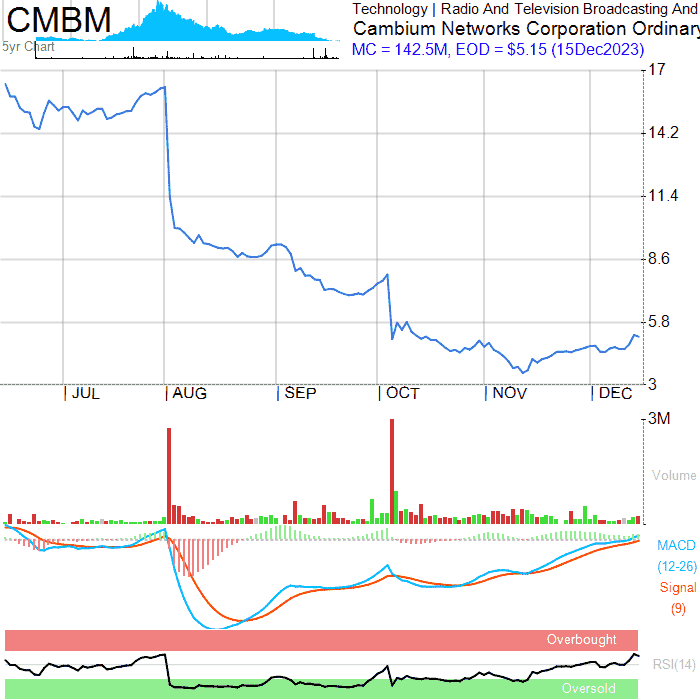 CMBM
5yr Chart
Technology | Radio And Television Broadcasting And
Cambium Networks Corporation Ordinary
MC = 142.5M, EOD = $5.15 (15Dec2023)
17
14.2
11.4
8.6
5.8
3
JUL
AUG
SEP
OCT
NOV
DEC
3M
Volume
MACD
(12-26)
Signal
(9)
Overbought
RSI(14)
Oversold